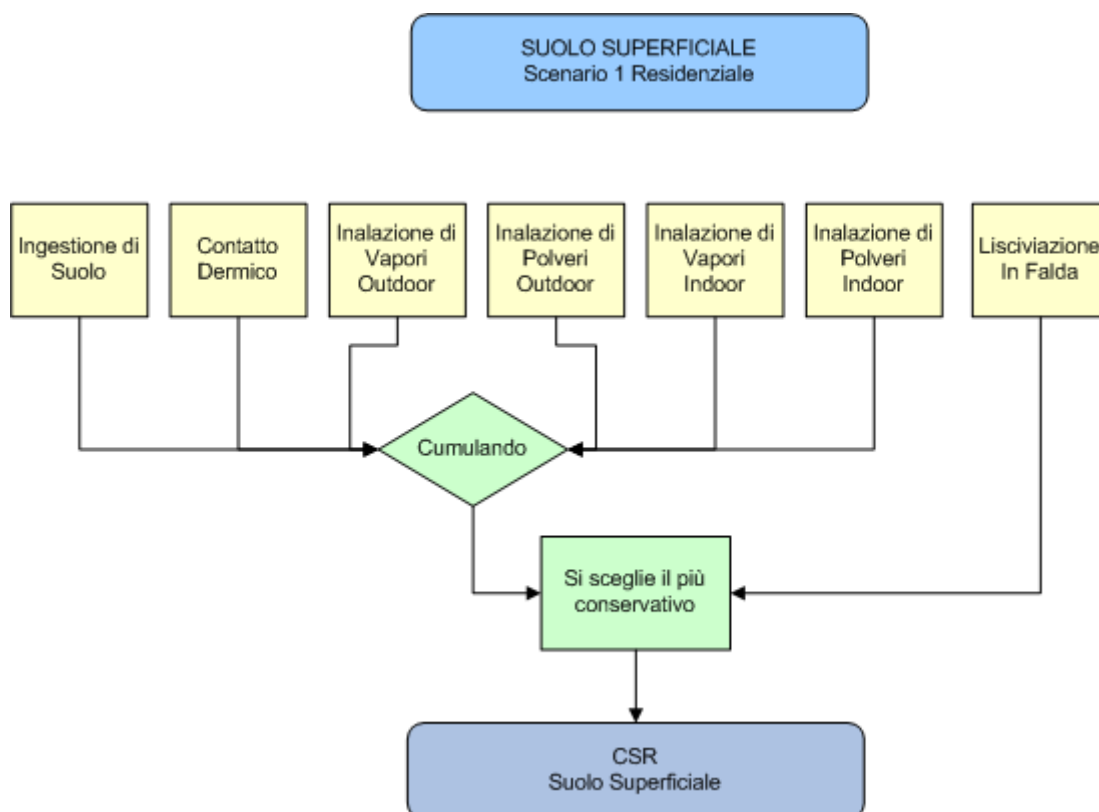 SUOLO SUPERFICIALE
Scenario 1 Residenziale
Ingestione di
Suolo
Contatto
Dermico
Inalazione di
Vapori
Outdoor
Inalazione di
Polveri
Outdoor
Inalazione di
Vapori
Indoor
Inalazione di
Polveri
Indoor
Lisciviazione
In Falda
Cumulando
Si sceglie il più
conservativo
CSR
Suolo Superficiale